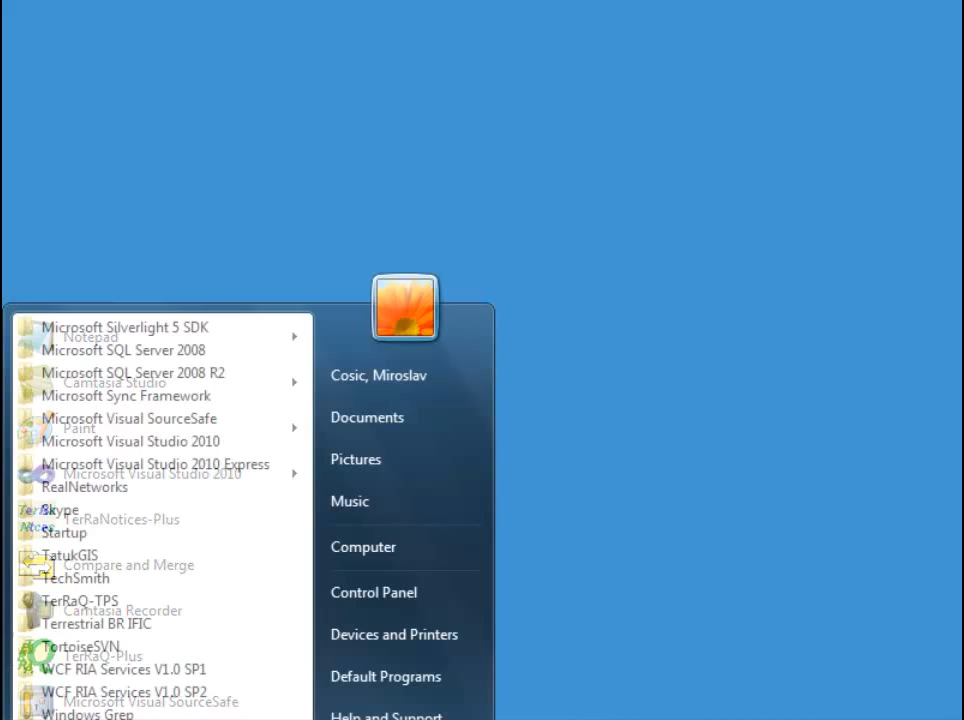 Microsoft Silverlight 5 SDK
Notepad
Microsoft SQL Server 2008
Microsoft SQL Server 2008 R2
Camtasia Studio
Microsoft Sync Framework
Microsoft Visual SourceSafe
Paint
Microsoft Visual Studio 2010
Microsoft Visual Studio 2010 Express
Microsoft Visual Studio 2010
RealNetworks
Skype
TerRaNotices-Plus
Startup
TatukGIS
Compare and Merge
TechSmith
TerRaQ-TPS
Camtasia Recorder
Terrestrial BR IFIC
TortoiseSVN
TerRaQ-Plus
WCF RIA Services V1.0 SP1
WCF RIA Services V1.0 SP2
Microsoft Visual SourceSafe
Windows Grep
Cosic, Miroslav
Documents
Pictures
Music
Computer
Control Panel
Devices and Printers
Default Programs
Help and Support